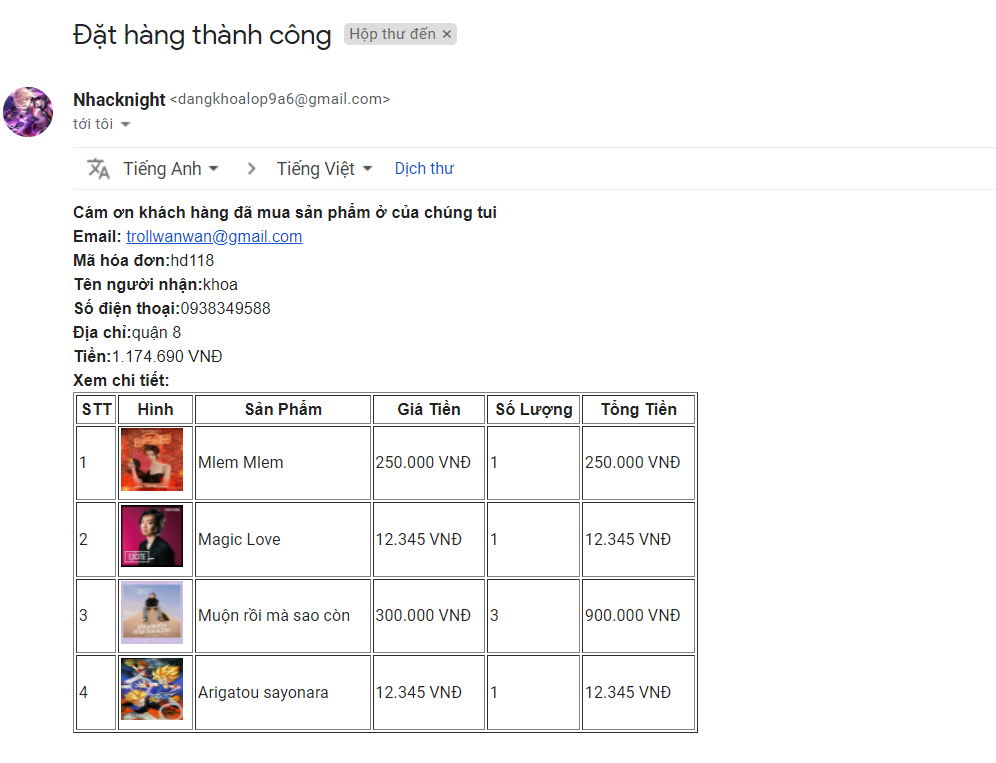 Đặt hàng thành công Hộp thư đến ×
Nhacknight <dangkhoalop9a6@gmail.com>
tới tôi
Tiếng Anh > Tiếng Việt Dịch thư
Cám ơn khách hàng đã mua sản phẩm ở của chúng tui
Email: trollwanwan@gmail.com
Mã hóa đơn:hd118
Tên người nhận:khoa
Số điện thoại:0938349588
Địa chỉ:quận 8
Tiền:1.174.690 VNĐ
Xem chi tiết:
STT Hình Sản Phẩm Giá Tiền Số Lượng Tổng Tiền
1 Mlem Mlem 250.000 VNĐ 1 250.000 VNĐ
2 Magic Love 12.345 VNĐ 1 12.345 VNĐ
EXCITE
3 Muộn rồi mà sao còn 300.000 VNĐ 3 900.000 VNĐ
4 Arigatou sayonara 12.345 VNĐ 1 12.345 VNĐ